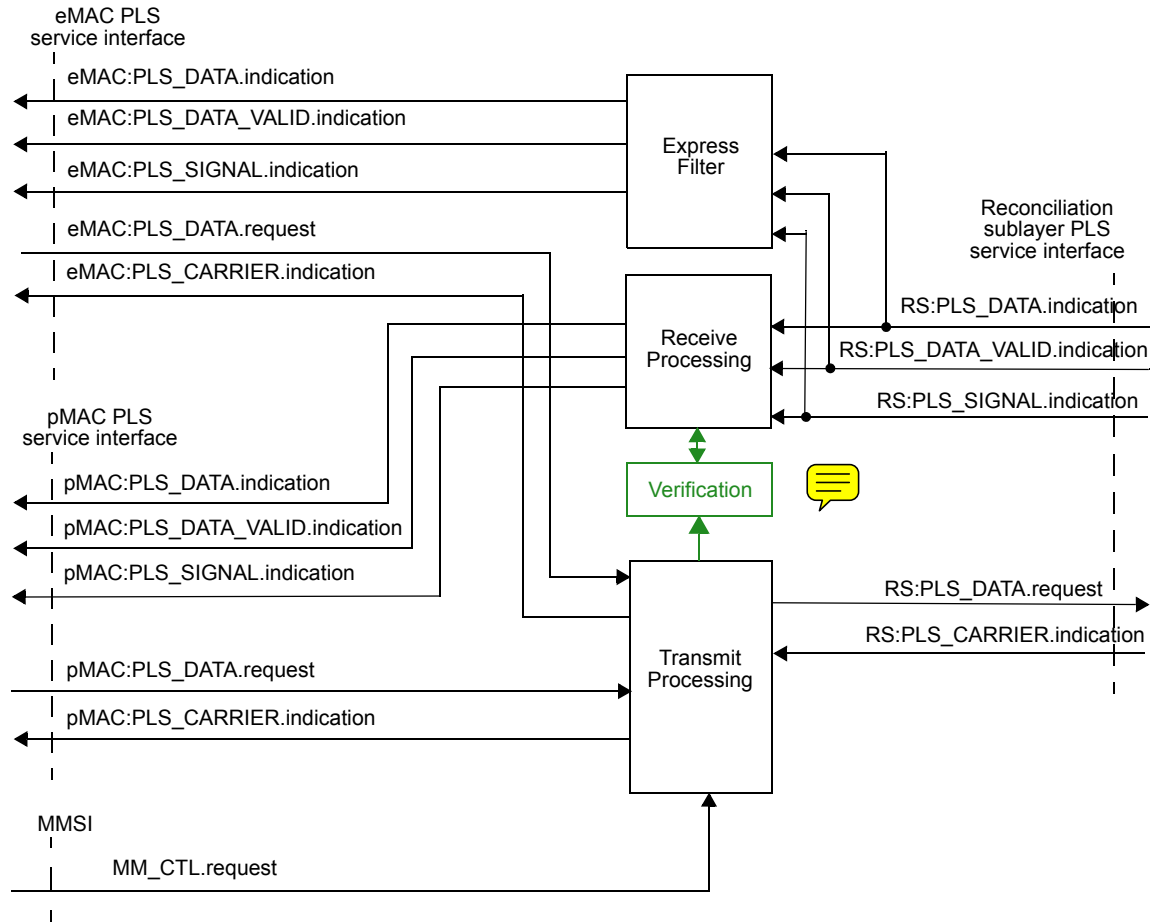 eMAC PLS
service interface
eMAC:PLS_DATA.indication
eMAC:PLS_DATA_VALID.indication
eMAC:PLS_SIGNAL.indication
eMAC:PLS_DATA.request
eMAC:PLS_CARRIER.indication
Express
Filter
Reconciliation
sublayer PLS
service interface
RS:PLS_DATA.indication
RS:PLS_DATA_VALID.indication
RS:PLS_SIGNAL.indication
Receive
Processing
pMAC PLS
service interface
pMAC:PLS_DATA.indication
pMAC:PLS_DATA_VALID.indication
pMAC:PLS_SIGNAL.indication
Verification
RS:PLS_DATA.request
RS:PLS_CARRIER.indication
Transmit
Processing
pMAC:PLS_DATA.request
pMAC:PLS_CARRIER.indication
MMSI
MM_CTL.request